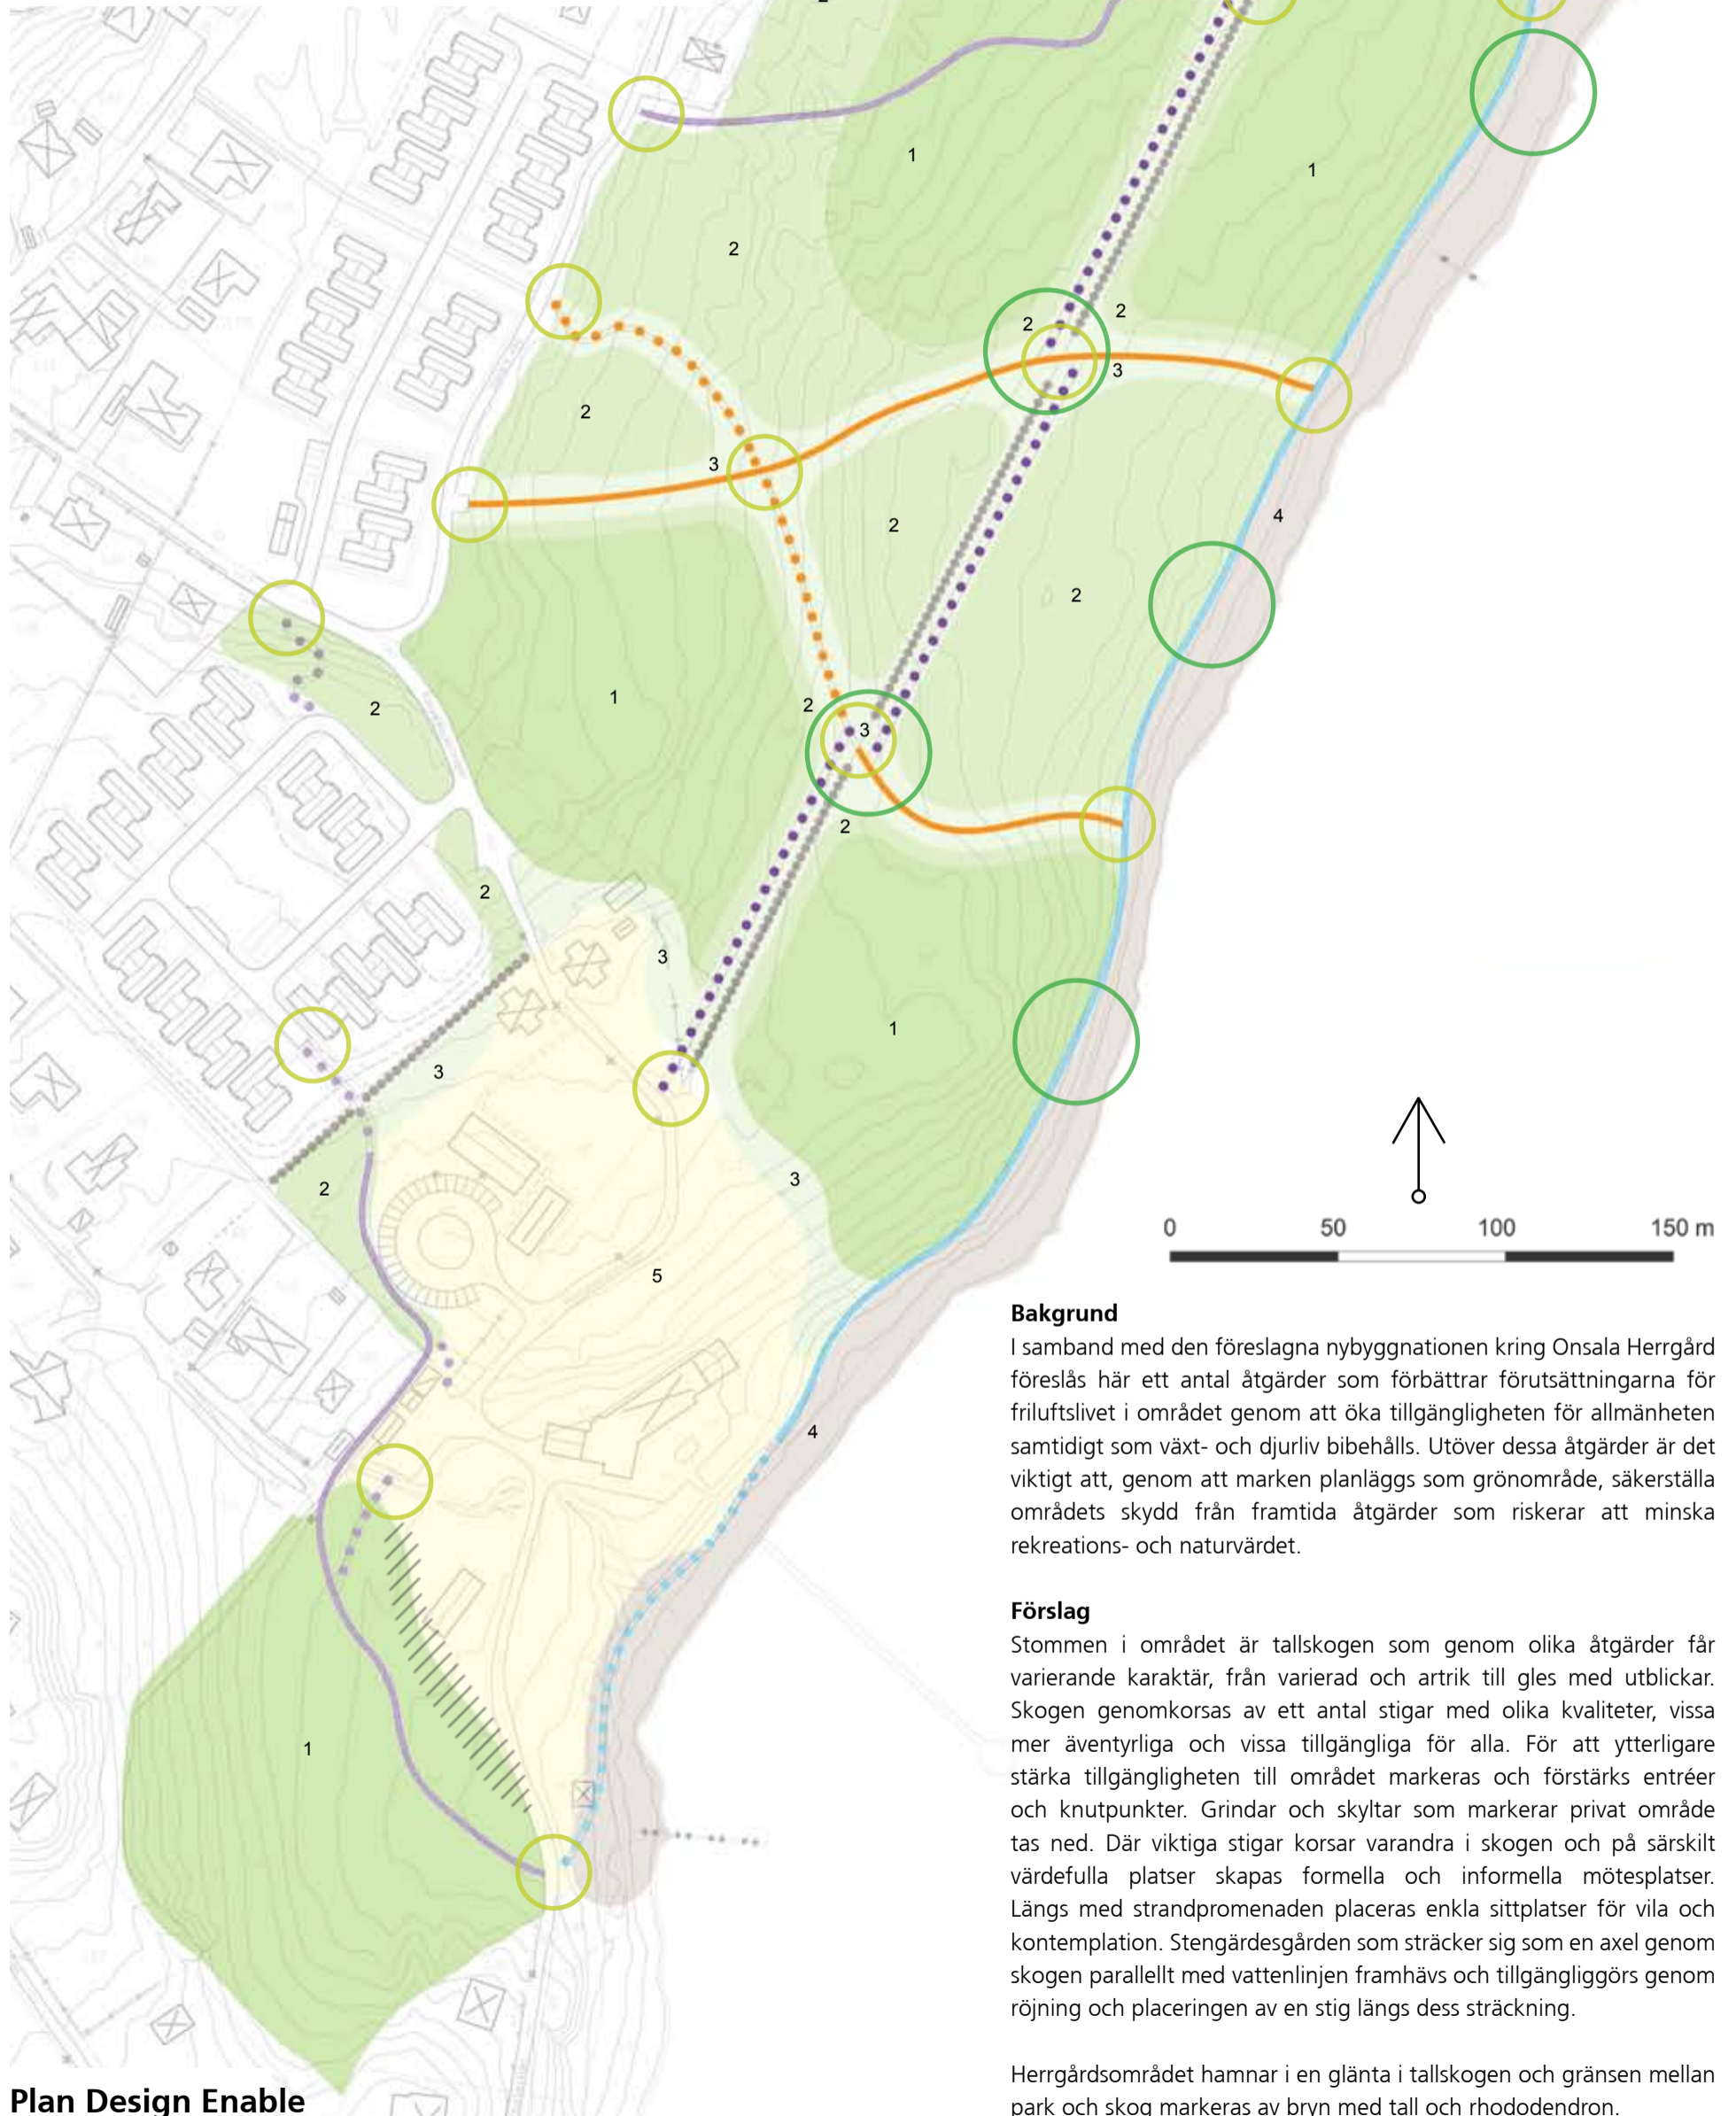 2
1
1
2
2
2
2
3
3
2
4
2
2
1
2
2
3
2
2
3
1
3
3
2
5
4
1
0 50 100 150 m
Bakgrund
I samband med den föreslagna nybyggnationen kring Onsala Herrgård
föreslås här ett antal åtgärder som förbättrar förutsättningarna för
friluftslivet i området genom att öka tillgängligheten för allmänheten
samtidigt som växt- och djurliv bibehålls. Utöver dessa åtgärder är det
viktigt att, genom att marken planläggs som grönområde, säkerställa
områdets skydd från framtida åtgärder som riskerar att minska
rekreations- och naturvärdet.
Förslag
Stommen i området är tallskogen som genom olika åtgärder får
varierande karaktär, från varierad och artrik till gles med utblickar.
Skogen genomkorsas av ett antal stigar med olika kvaliteter, vissa
mer äventyrliga och vissa tillgängliga för alla. För att ytterligare
stärka tillgängligheten till området markeras och förstärks entréer
och knutpunkter. Grindar och skyltar som markerar privat område
tas ned. Där viktiga stigar korsar varandra i skogen och på särskilt
värdefulla platser skapas formella och informella mötesplatser.
Längs med strandpromenaden placeras enkla sittplatser för vila och
kontemplation. Stengärdesgården som sträcker sig som en axel genom
skogen parallellt med vattenlinjen framhävs och tillgängliggörs genom
röjning och placeringen av en stig längs dess sträckning.
Herrgårdsområdet hamnar i en glänta i tallskogen och gränsen mellan
park och skog markeras av bryn med tall och rhododendron.
Plan Design Enable